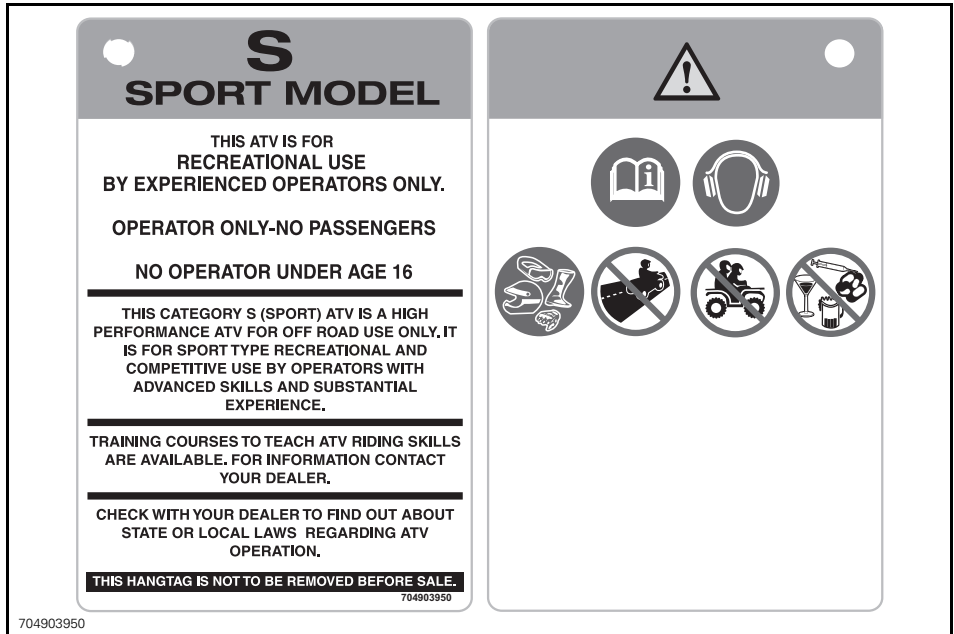 S
SPORT MODEL
THIS ATV IS FOR
RECREATIONAL USE
BY EXPERIENCED OPERATORS ONLY.
OPERATOR ONLY-NO PASSENGERS
NO OPERATOR UNDER AGE 16
THIS CATEGORY S (SPORT) ATV IS A HIGH
PERFORMANCE ATV FOR OFF ROAD USE ONLY. IT
IS FOR SPORT TYPE RECREATIONAL AND
COMPETITIVE USE BY OPERATORS WITH
ADVANCED SKILLS AND SUBSTANTIAL
EXPERIENCE.
TRAINING COURSES TO TEACH ATV RIDING SKILLS
ARE AVAILABLE. FOR INFORMATION CONTACT
YOUR DEALER.
CHECK WITH YOUR DEALER TO FIND OUT ABOUT
STATE OR LOCAL LAWS REGARDING ATV
OPERATION.
THIS HANGTAG IS NOT TO BE REMOVED BEFORE SALE.
704903950
704903950